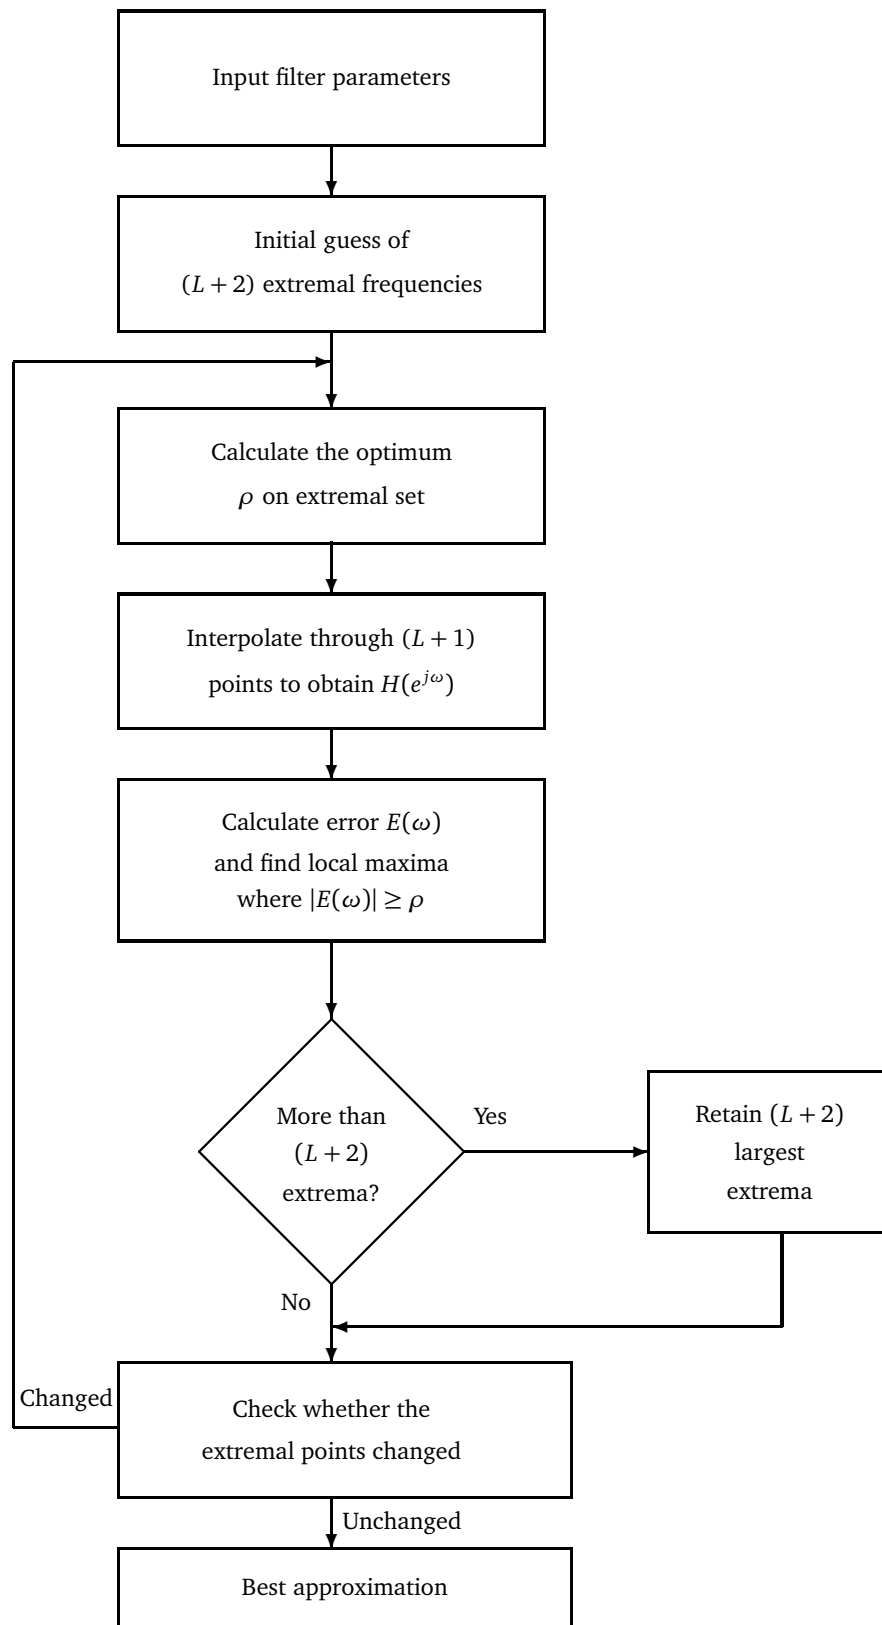 Input filter parameters
Initial guess of
(L + 2) extremal frequencies
Calculate the optimum
ρ on extremal set
Interpolate through (L + 1)
points to obtain H(e^{jω})
Calculate error E(ω)
and find local maxima
where |E(ω)| ≥ ρ
More than
(L + 2)
extrema?
Yes
Retain (L + 2)
largest
extrema
No
Changed
Check whether the
extremal points changed
Unchanged
Best approximation